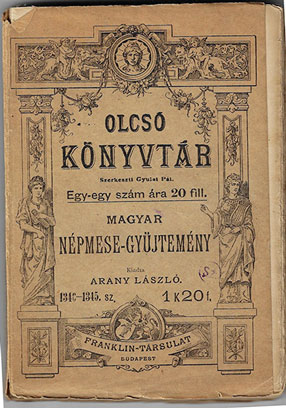 OLCSÓ
KÖNYVTÁR
Szerkeszti Gyulai Pál.
Egy-egy szám ára 20 fill.
MAGYAR
NÉPMESE-GYÜJTEMÉNY
Kiadta
ARANY LÁSZLÓ.
1340–1345. sz. 1 K 20 f.
FRANKLIN-TÁRSULAT
BUDAPEST